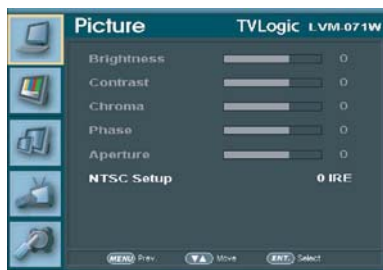 Picture TVLogic LVM-071W
Brightness 0
Contrast 0
Chroma 0
Phase 0
Aperture 0
NTSC Setup 0 IRE
MENU Prev. ▼▲ Move ENT. Select